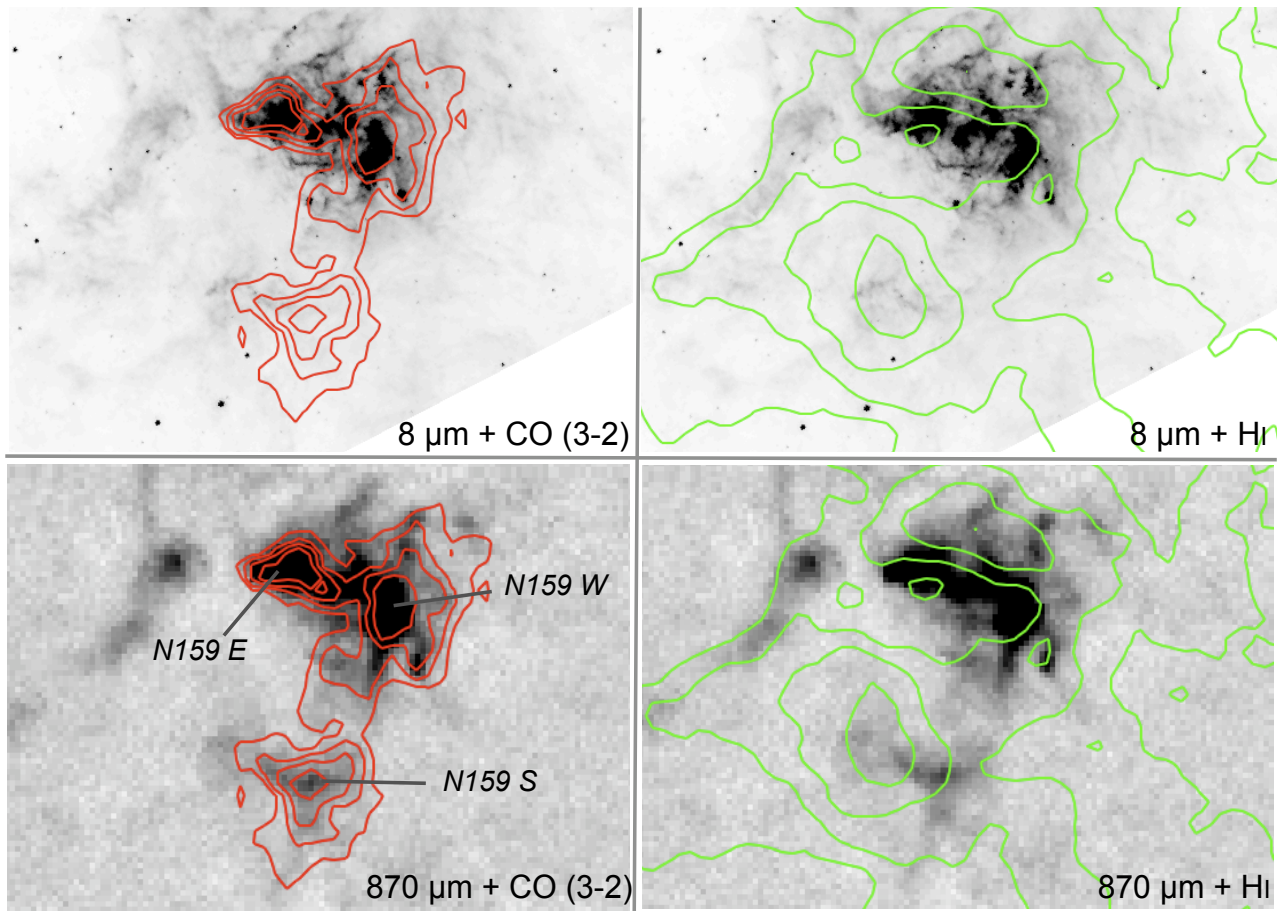 8 µm + CO (3-2)
8 µm + HI
N159 W
N159 E
N159 S
870 µm + CO (3-2)
870 µm + HI